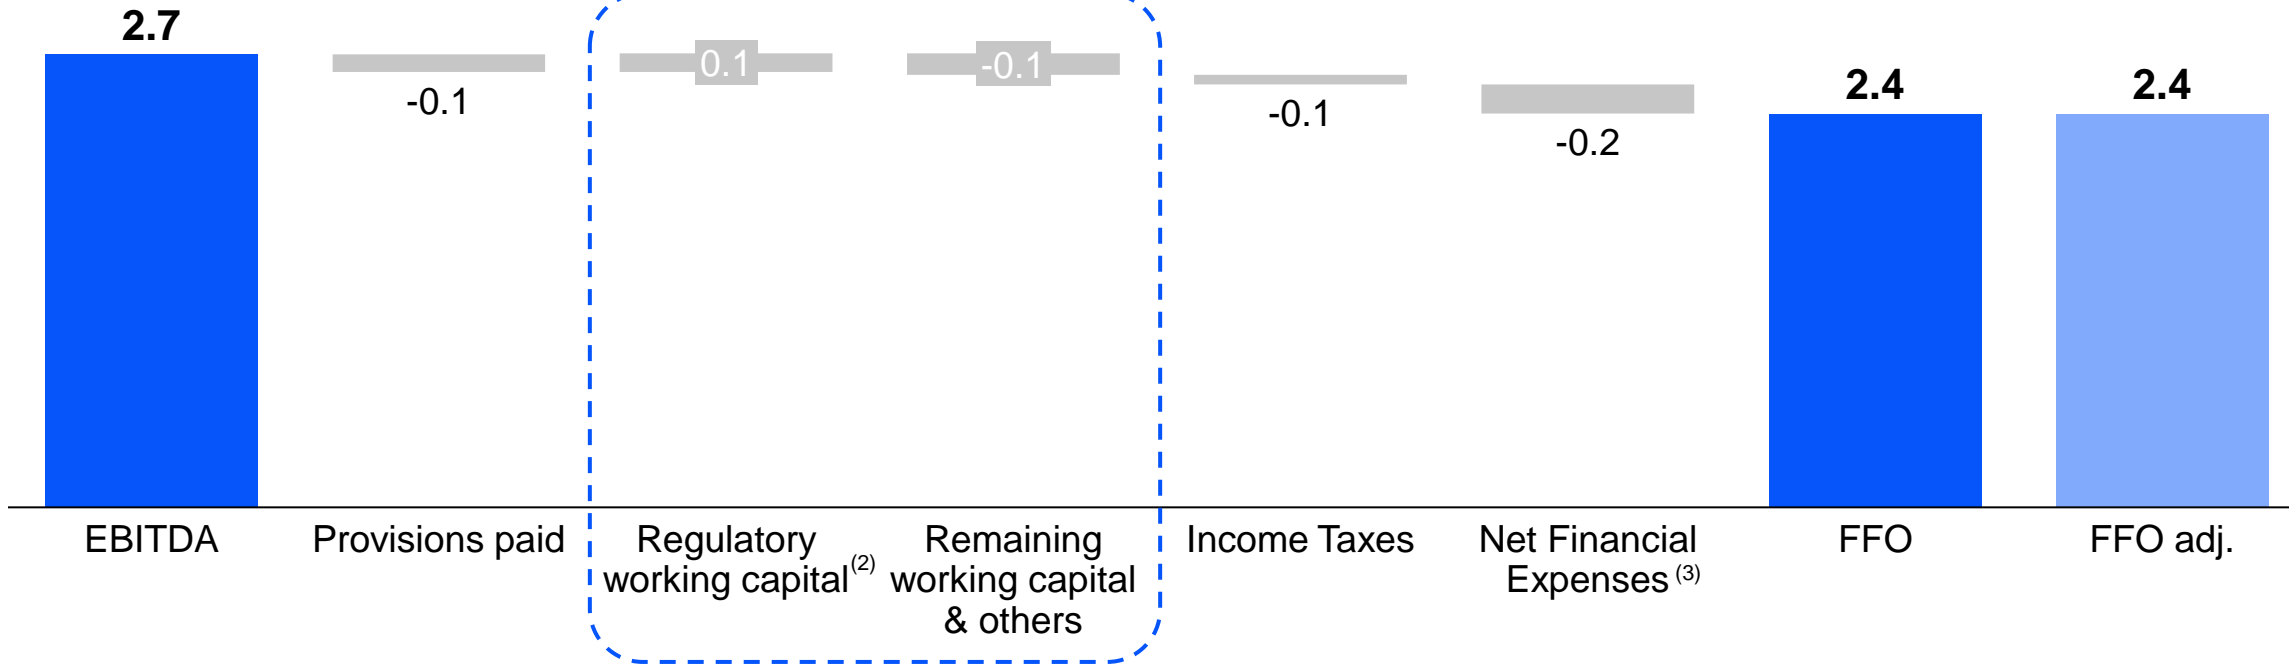 2.7
-0.1
0.1
-0.1
-0.1
-0.2
2.4
2.4
EBITDA
Provisions paid
Regulatory
working capital(2)
Remaining
working capital
& others
Income Taxes
Net Financial
Expenses (3)
FFO
FFO adj.